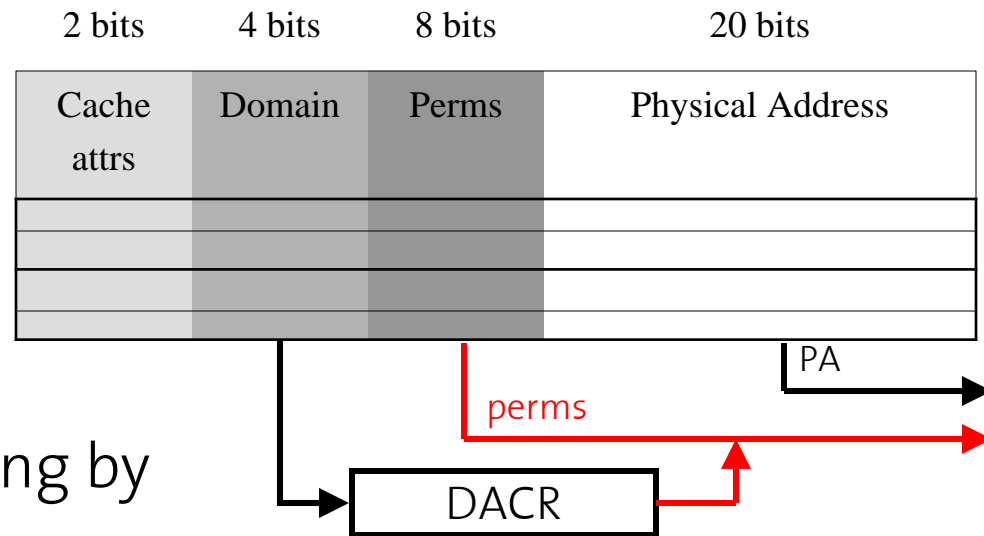 2 bits 4 bits 8 bits 20 bits
Cache Domain Perms Physical Address
attrs
PA
perms
ng by
DACR